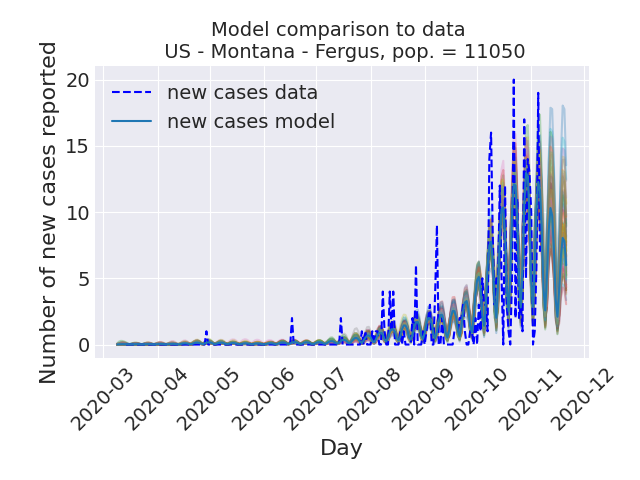 Model comparison to data
US - Montana - Fergus, pop. = 11050
Number of new cases reported
20
15
10
5
0
new cases data
new cases model
2020-03
2020-04
2020-05
2020-06
2020-07
2020-08
2020-09
2020-10
2020-11
2020-12
Day